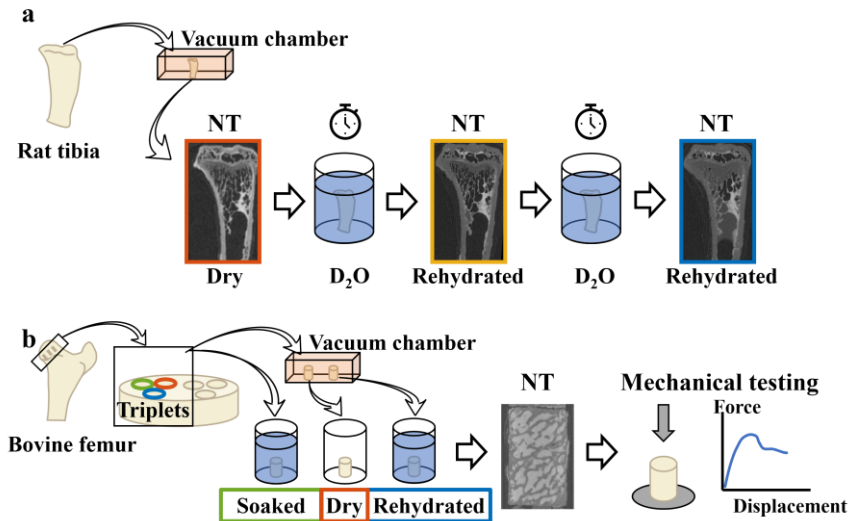 a
Vacuum chamber
Rat tibia
NT
NT
NT
Dry
D₂O
Rehydrated
D₂O
Rehydrated
b
Vacuum chamber
Triplets
Bovine femur
NT
Mechanical testing
Force
Displacement
Soaked
Dry
Rehydrated